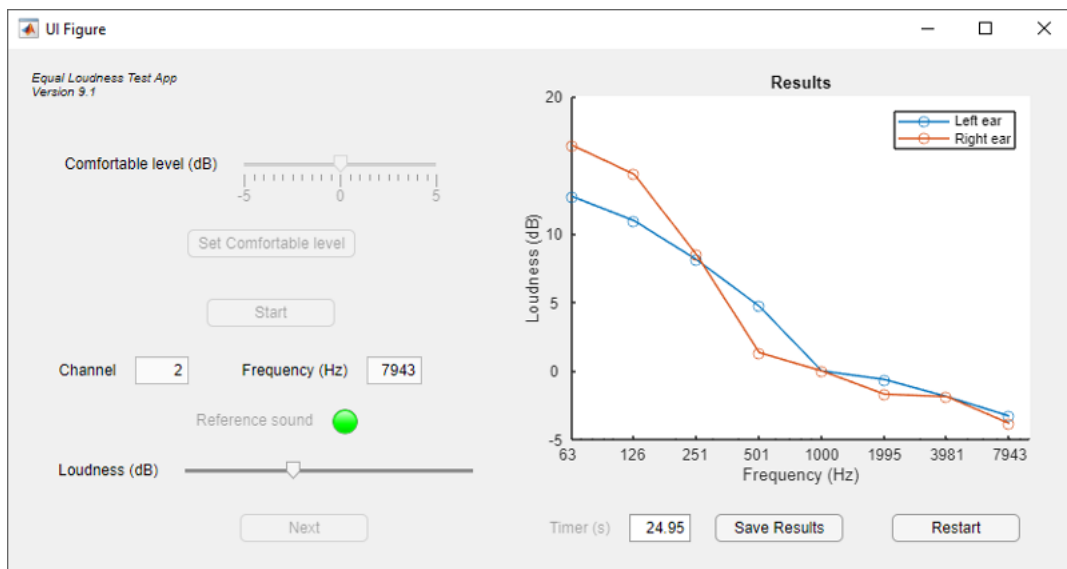 UI Figure
Equal Loudness Test App
Version 9.1
Comfortable level (dB)
-5 0 5
Set Comfortable level
Start
Channel 2 Frequency (Hz) 7943
Reference sound
Loudness (dB)
Next
Results
Left ear
Right ear
Loudness (dB)
20
10
5
0
-5
63 126 251 501 1000 1995 3981 7943
Frequency (Hz)
Timer (s) 24.95 Save Results Restart